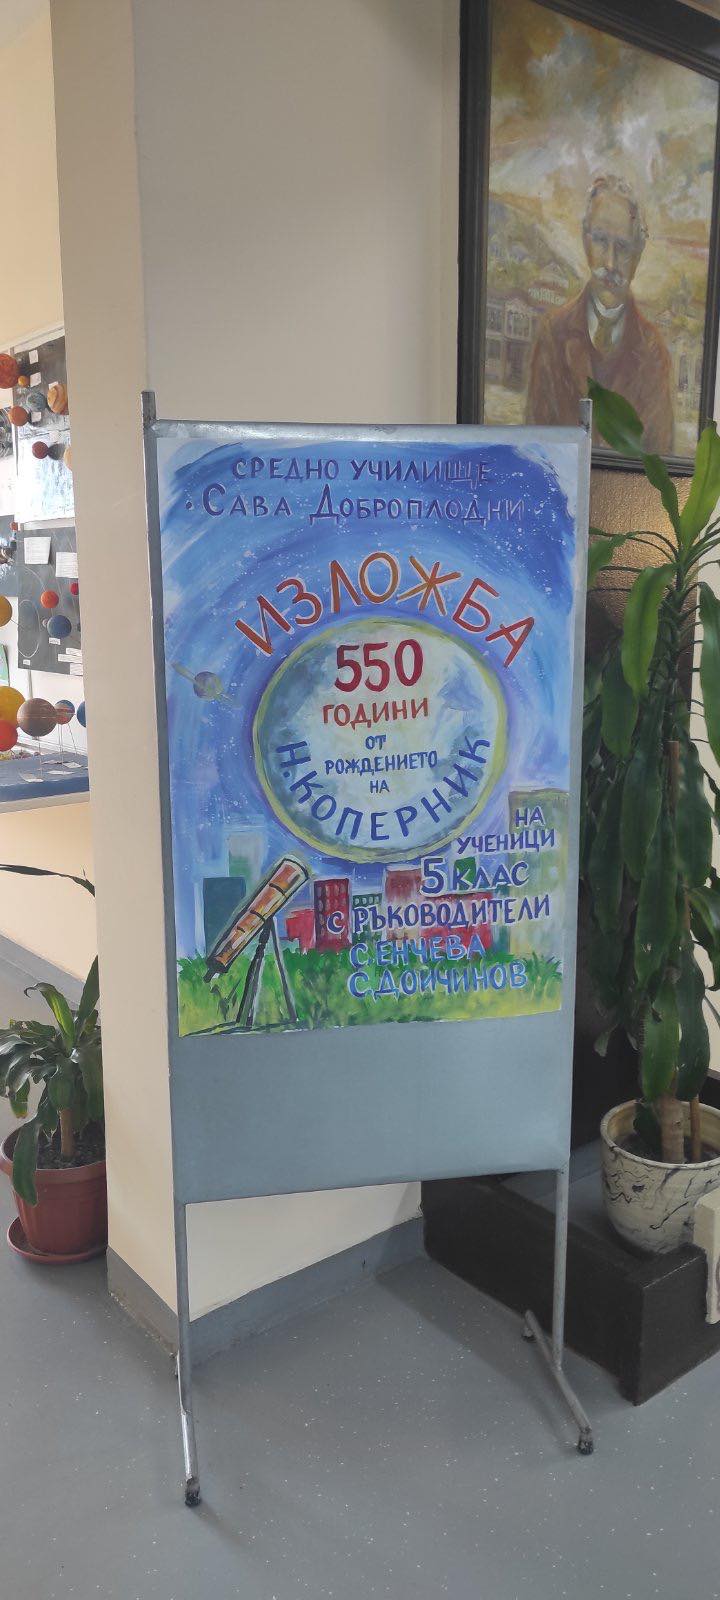 СРЕДНО УЧИЛИЩЕ
·САВА ДОБРОПЛОДНИ·
ИЗЛОЖБА
550
ГОДИНИ
ОТ
РОЖДЕНИЕТО
НА
Н.КОПЕРНИК
НА
УЧЕНИЦИ
5 КЛАС
С РЪКОВОДИТЕЛИ
С.ЕНЧЕВА
С.ДОЙЧИНОВ